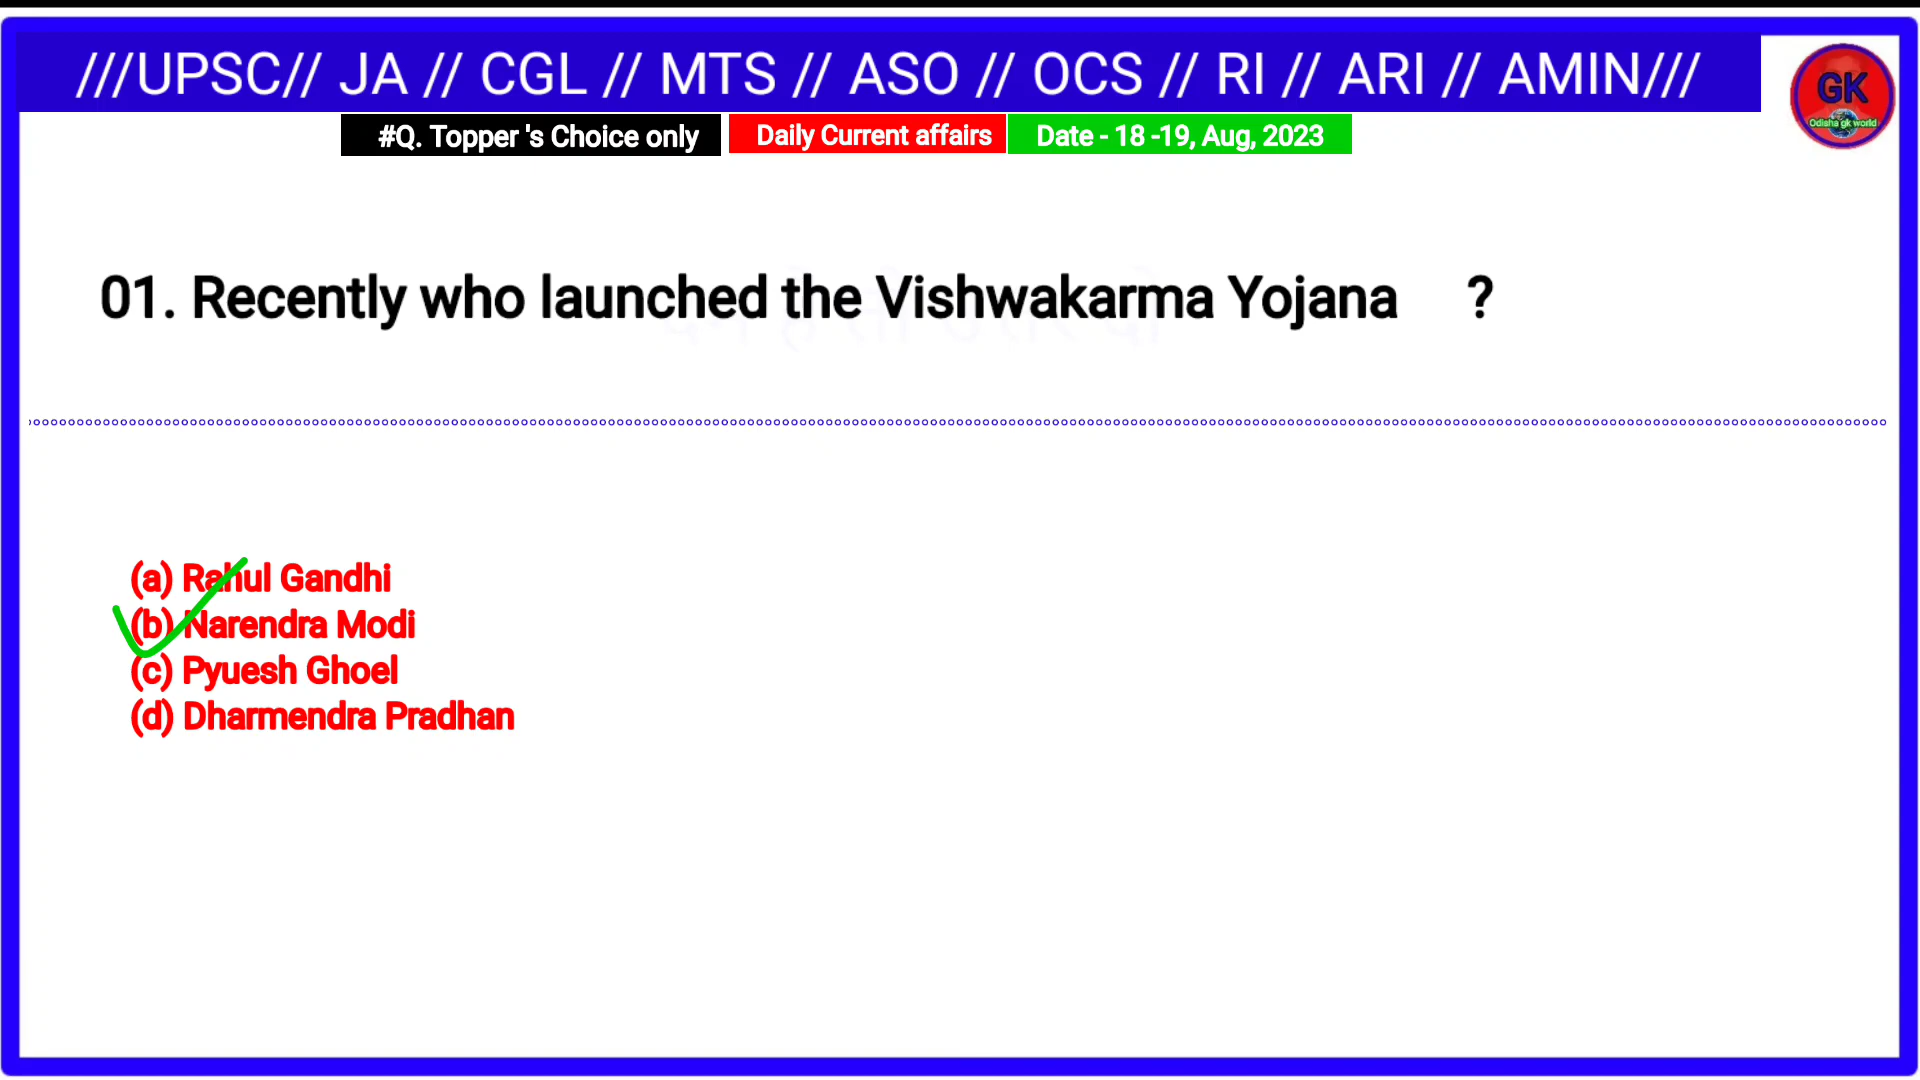 ///UPSC// JA // CGL // MTS // ASO // OCS // RI // ARI // AMIN///
GK
Odisha gk world
#Q. Topper 's Choice only Daily Current affairs Date - 18 -19, Aug, 2023
01. Recently who launched the Vishwakarma Yojana ?
(a) Rahul Gandhi
(b) Narendra Modi
(c) Pyuesh Ghoel
(d) Dharmendra Pradhan